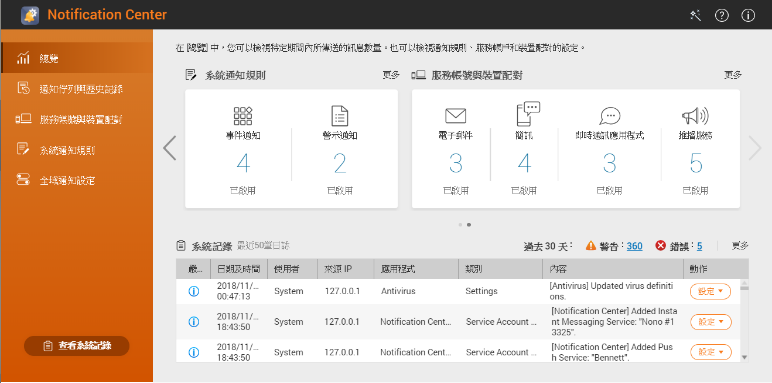 Notification Center
總覽
通知佇列與歷史記錄
服務帳號與裝置配對
系統通知規則
全域通知設定
查看系統記錄
在 [總覽] 中，您可以檢視特定期間內所傳送的訊息數量。也可以檢視通知規則、服務帳戶和裝置配對的設定。
系統通知規則 更多
服務帳號與裝置配對 更多
事件通知 警示通知
4 2
已啟用 已啟用
電子郵件 簡訊 即時通訊應用程式 推播服務
3 4 3 5
已啟用 已啟用 已啟用 已啟用
系統記錄 最近50筆日誌 過去 30 天： 警告：360 錯誤：5 更多
嚴... 日期及時間 使用者 來源 IP 應用程式 類別 內容 動作
2018/11/... 00:47:13 System 127.0.0.1 Antivirus Settings [Antivirus] Updated virus definiti
ons. 設定
2018/11/... 18:43:50 System 127.0.0.1 Notification Cent... Service Account ... [Notification Center] Added Insta
nt Messaging Service: "Nono #1
3325". 設定
2018/11/... 18:43:50 System 127.0.0.1 Notification Cent... Service Account ... [Notification Center] Added Pus
h Service: "Bennett". 設定